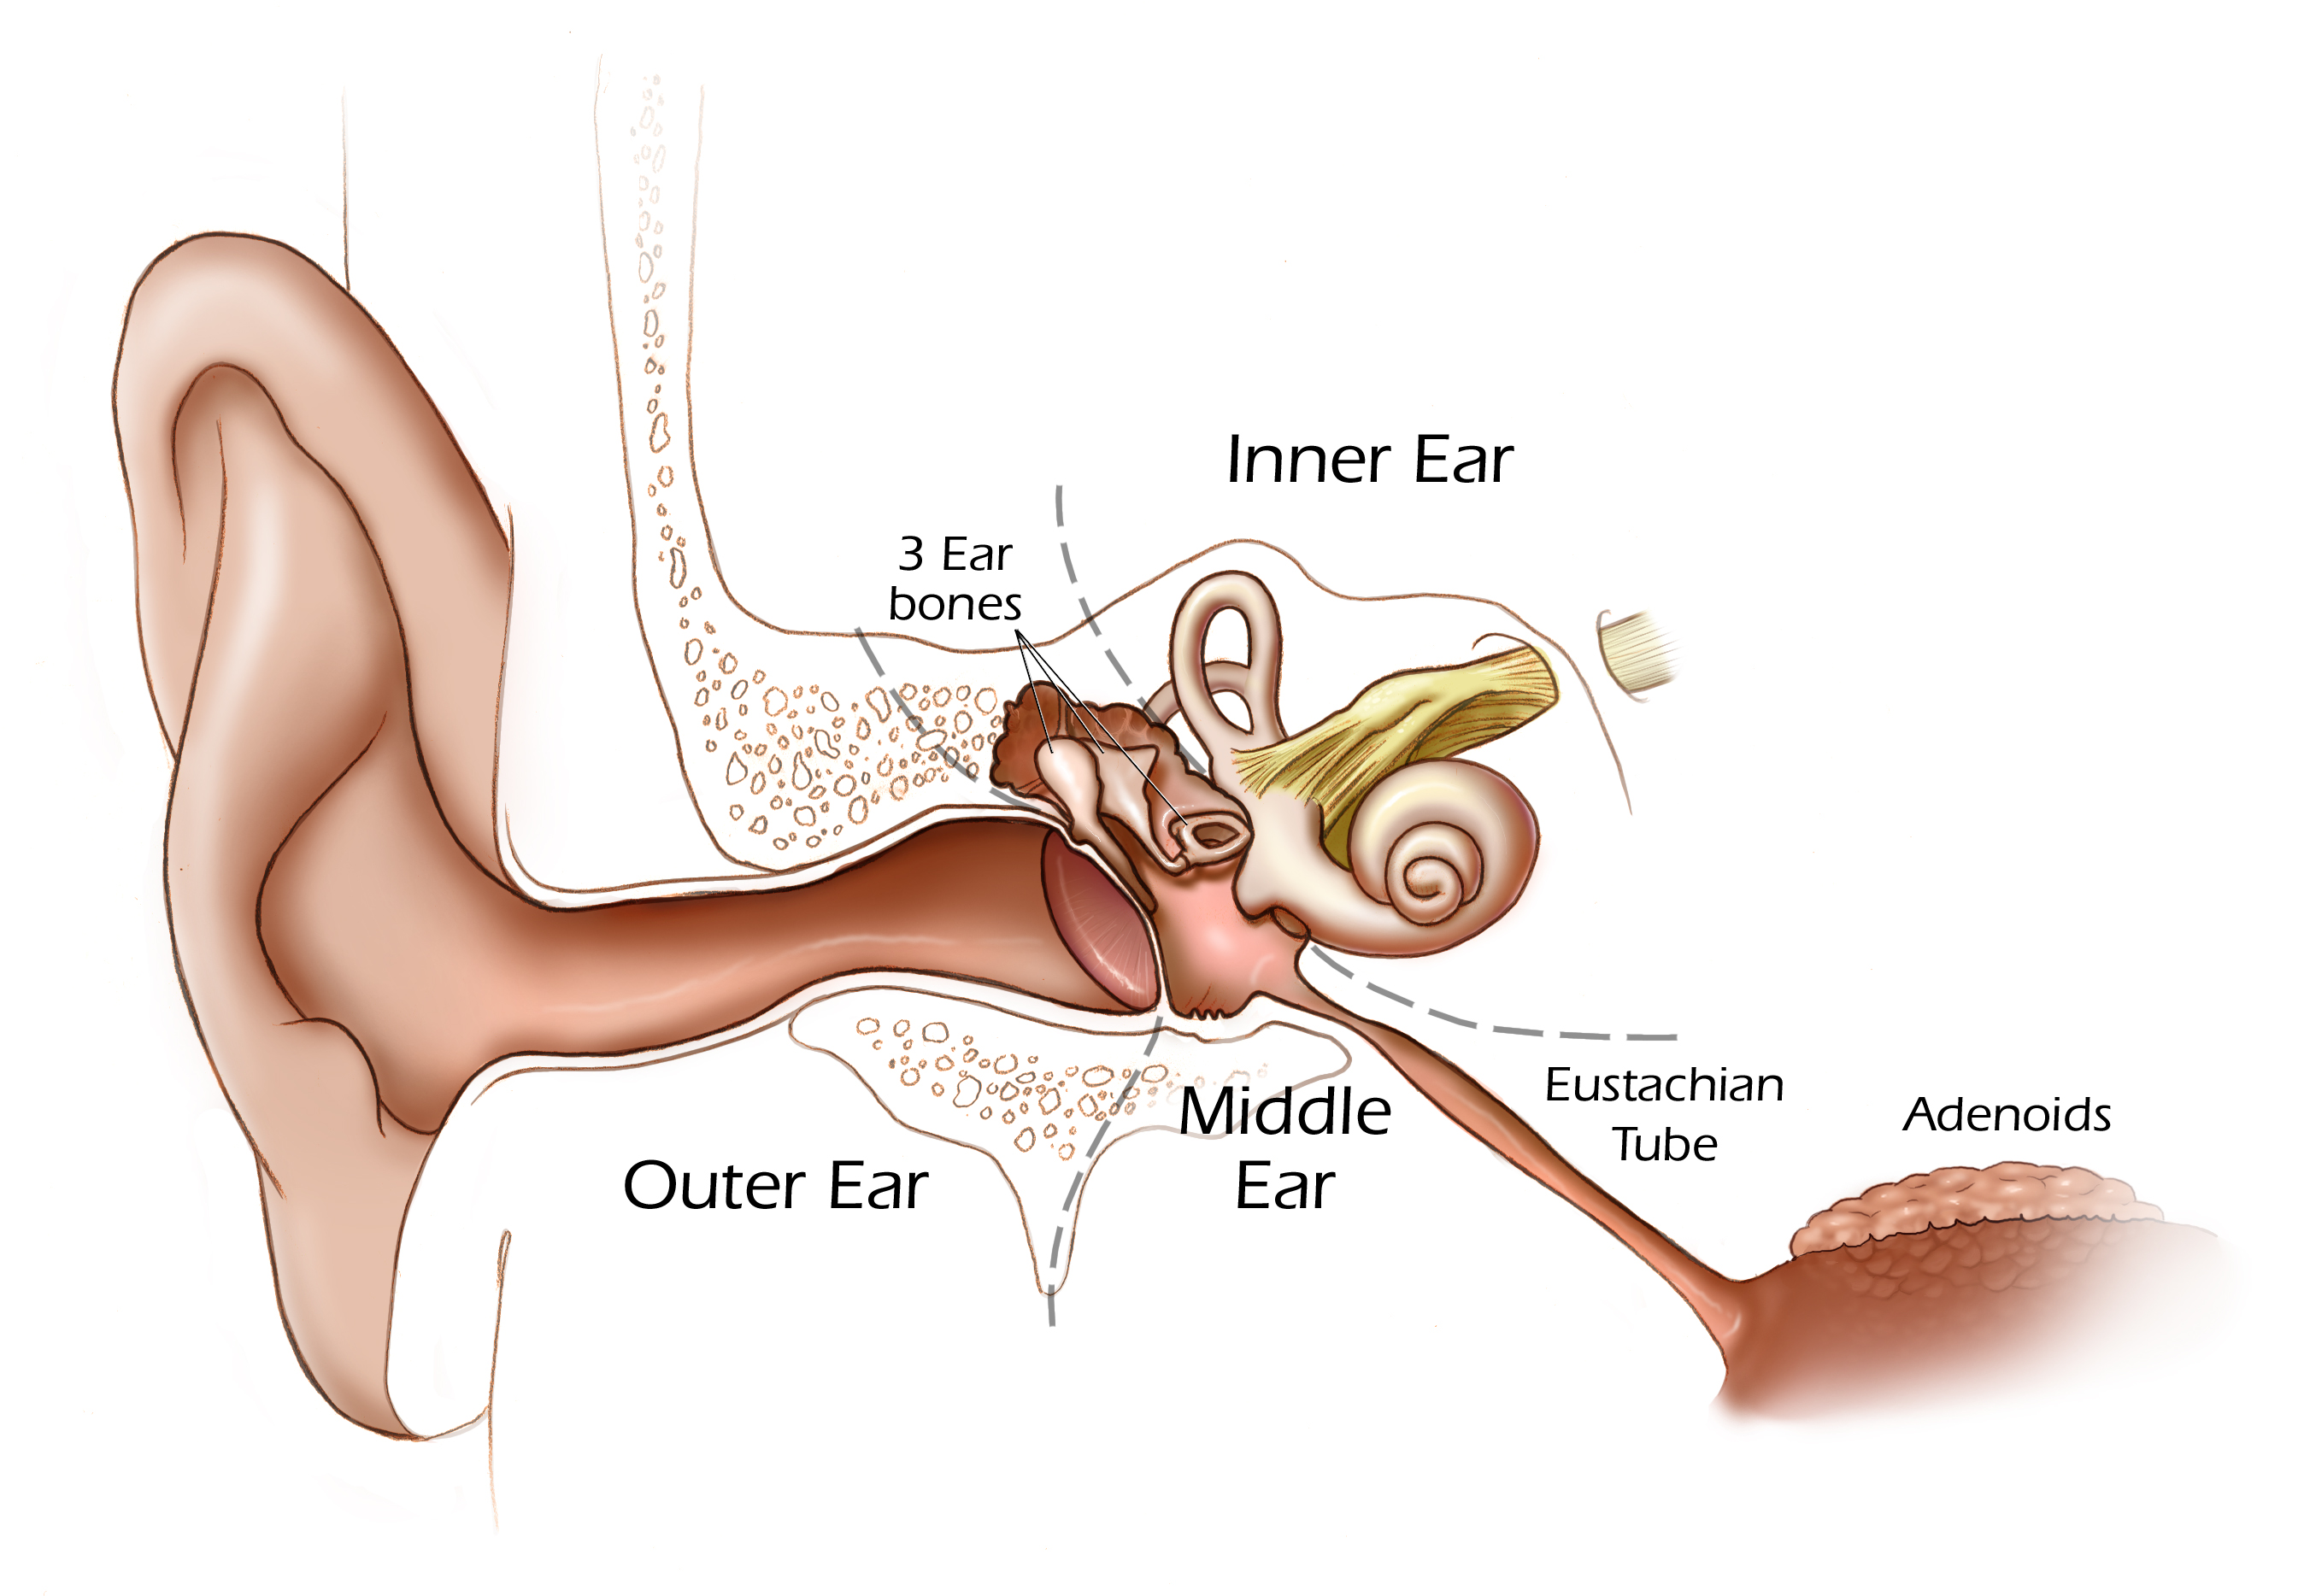 Inner Ear
3 Ear
bones
Eustachian
Tube
Adenoids
Middle
Ear
Outer Ear